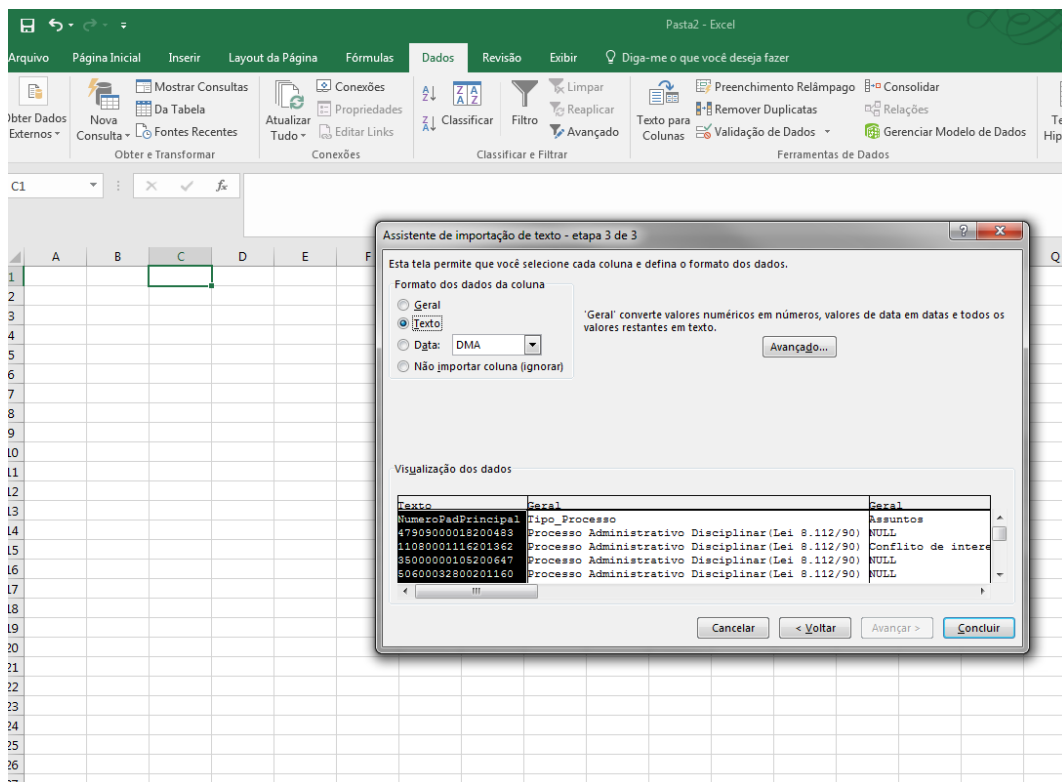 Pasta2 - Excel
Arquivo Página Inicial Inserir Layout da Página Fórmulas Dados Revisão Exibir Diga-me o que você deseja fazer
Obter Dados Externos
Nova Consulta
Mostrar Consultas
Da Tabela
Fontes Recentes
Obter e Transformar
Atualizar Tudo
Conexões
Propriedades
Editar Links
Conexões
Classificar
Filtro
Limpar
Reaplicar
Avançado
Classificar e Filtrar
Texto para Colunas
Preenchimento Relâmpago
Remover Duplicatas
Validação de Dados
Consolidar
Relações
Gerenciar Modelo de Dados
Ferramentas de Dados
C1 fx
A B C D E F Q
1
2
3
4
5
6
7
8
9
10
11
12
13
14
15
16
17
18
19
20
21
22
23
24
25
26
Assistente de importação de texto - etapa 3 de 3
Esta tela permite que você selecione cada coluna e defina o formato dos dados.
Formato dos dados da coluna
Geral
Texto
Data: DMA
Não importar coluna (ignorar)
'Geral' converte valores numéricos em números, valores de data em datas e todos os
valores restantes em texto.
Avançado...
Visualização dos dados
Texto Geral Geral
NumeroPadPrincipal Tipo_Processo Assuntos
47909000018200483 Processo Administrativo Disciplinar(Lei 8.112/90) NULL
11080001116201362 Processo Administrativo Disciplinar(Lei 8.112/90) Conflito de intere
35000000105200647 Processo Administrativo Disciplinar(Lei 8.112/90) NULL
50600032800201160 Processo Administrativo Disciplinar(Lei 8.112/90) NULL
Cancelar < Voltar Avançar > Concluir